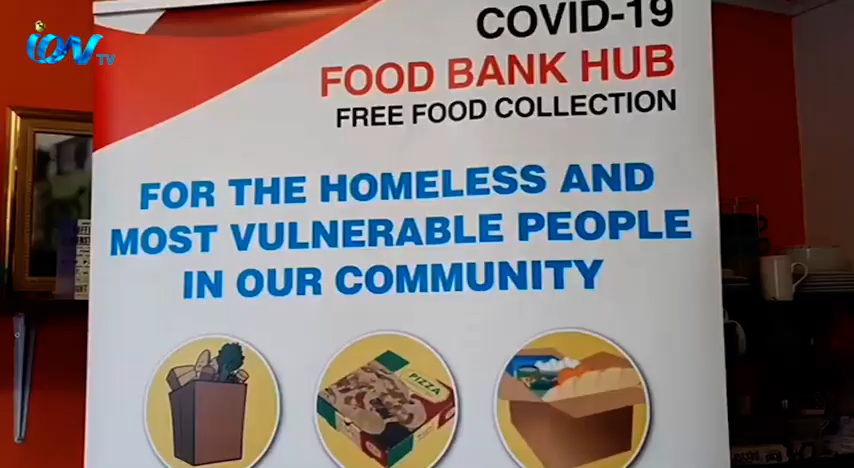 ION TV
COVID-19
FOOD BANK HUB
FREE FOOD COLLECTION
FOR THE HOMELESS AND
MOST VULNERABLE PEOPLE
IN OUR COMMUNITY
PIZZA